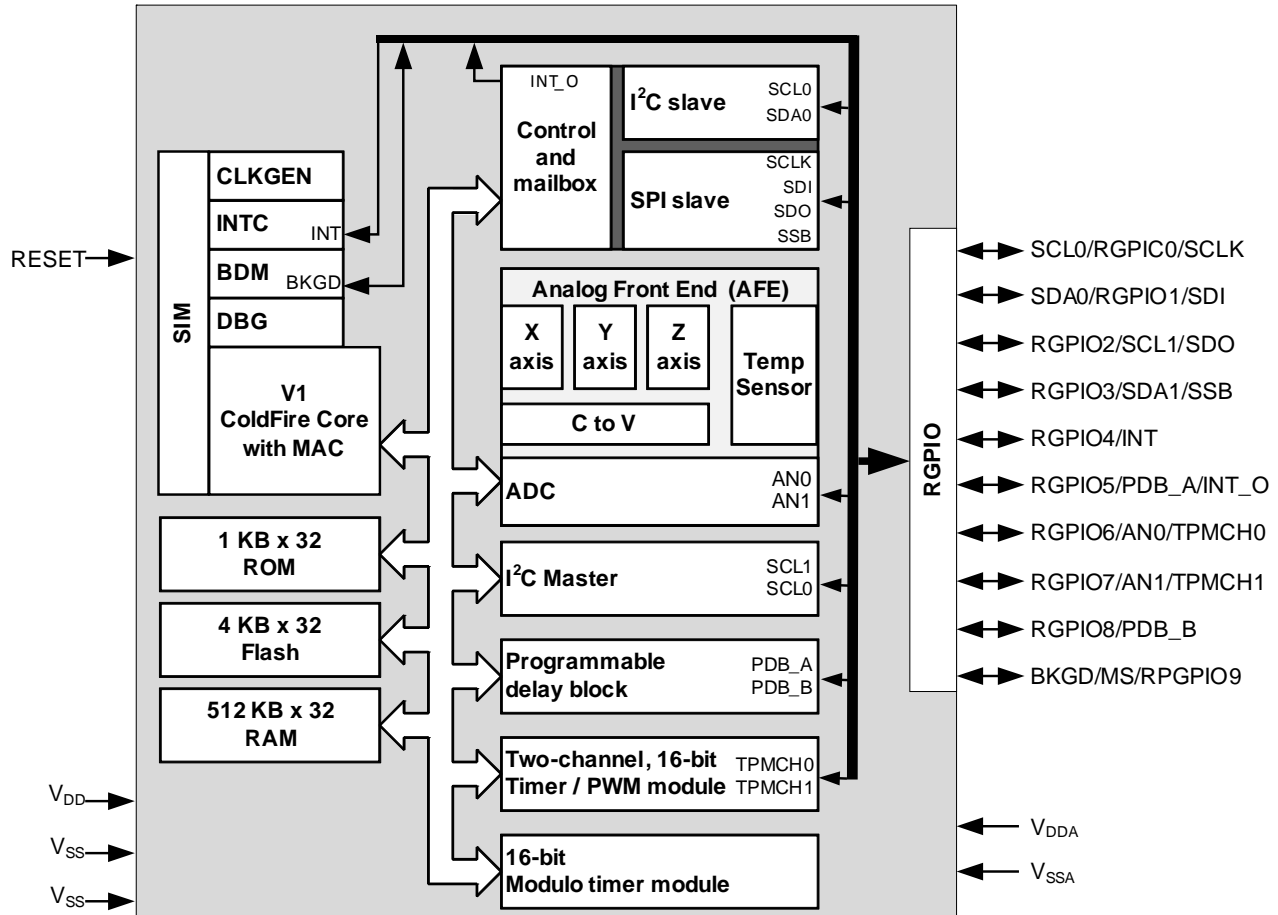 INT_O
I2C slave
SCL0
SDA0
Control
and
mailbox
SCLK
SDI
SPI slave
SDO
SSB
SIM
CLKGEN
INTC
INT
BDM
BKGD
DBG
V1
ColdFire Core
with MAC
RESET
Analog Front End (AFE)
X
axis
Y
axis
Z
axis
Temp
Sensor
C to V
ADC
AN0
AN1
1 KB x 32
ROM
4 KB x 32
Flash
512 KB x 32
RAM
I2C Master
SCL1
SCL0
Programmable
delay block
PDB_A
PDB_B
Two-channel, 16-bit
Timer / PWM module
TPMCH0
TPMCH1
16-bit
Modulo timer module
RGPIO
SCL0/RGPIC0/SCLK
SDA0/RGPIO1/SDI
RGPIO2/SCL1/SDO
RGPIO3/SDA1/SSB
RGPIO4/INT
RGPIO5/PDB_A/INT_O
RGPIO6/AN0/TPMCH0
RGPIO7/AN1/TPMCH1
RGPIO8/PDB_B
BKGD/MS/RPGPIO9
VDD
VSS
VSS
VDDA
VSSA